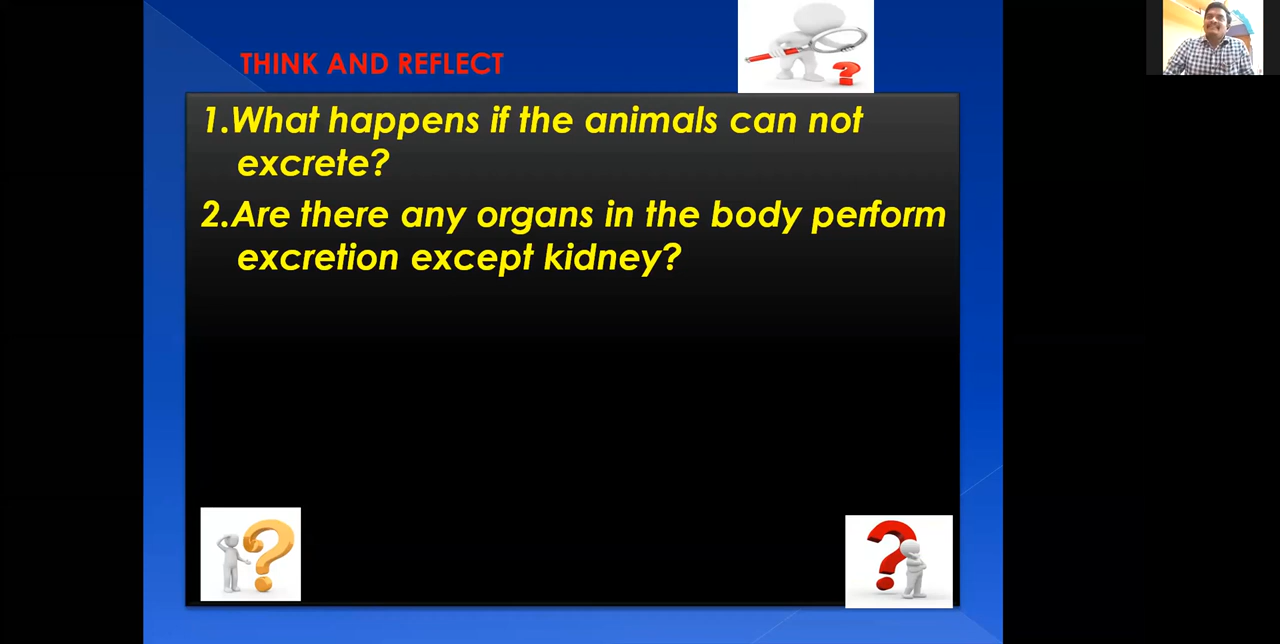 THINK AND REFLECT
1.What happens if the animals can not
excrete?
2.Are there any organs in the body perform
excretion except kidney?